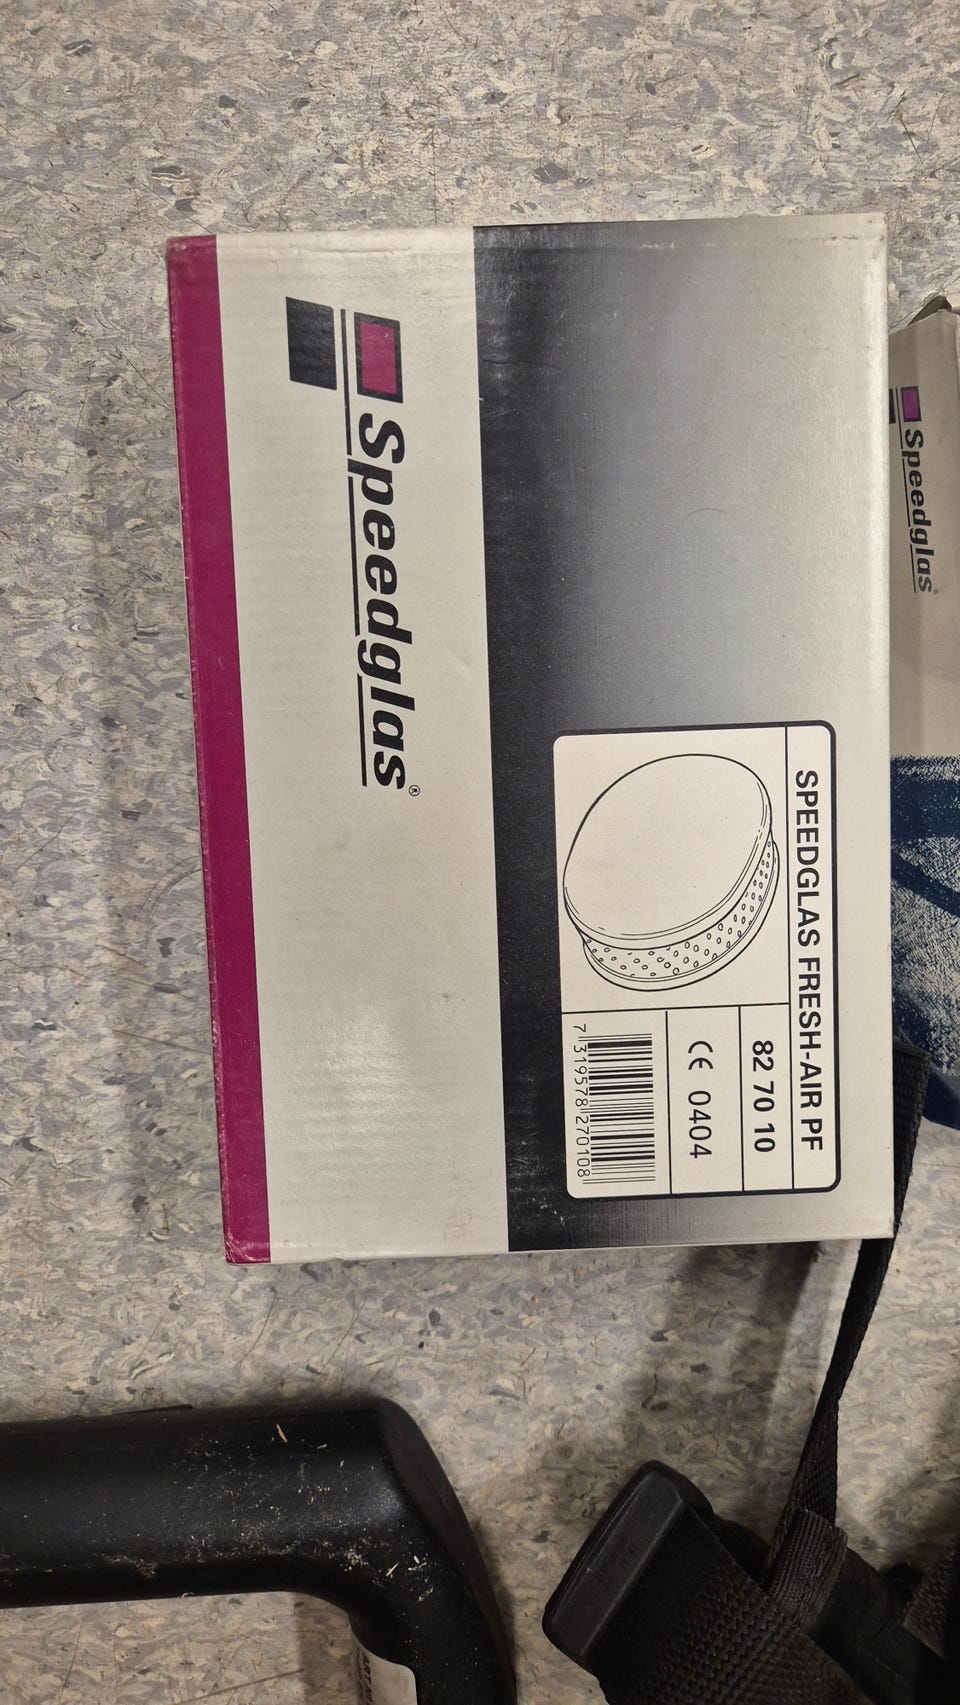 Speedglas®
SPEEDGLAS FRESH-AIR PF
82 70 10
CE 0404
7 319578 270108
Speedglas®